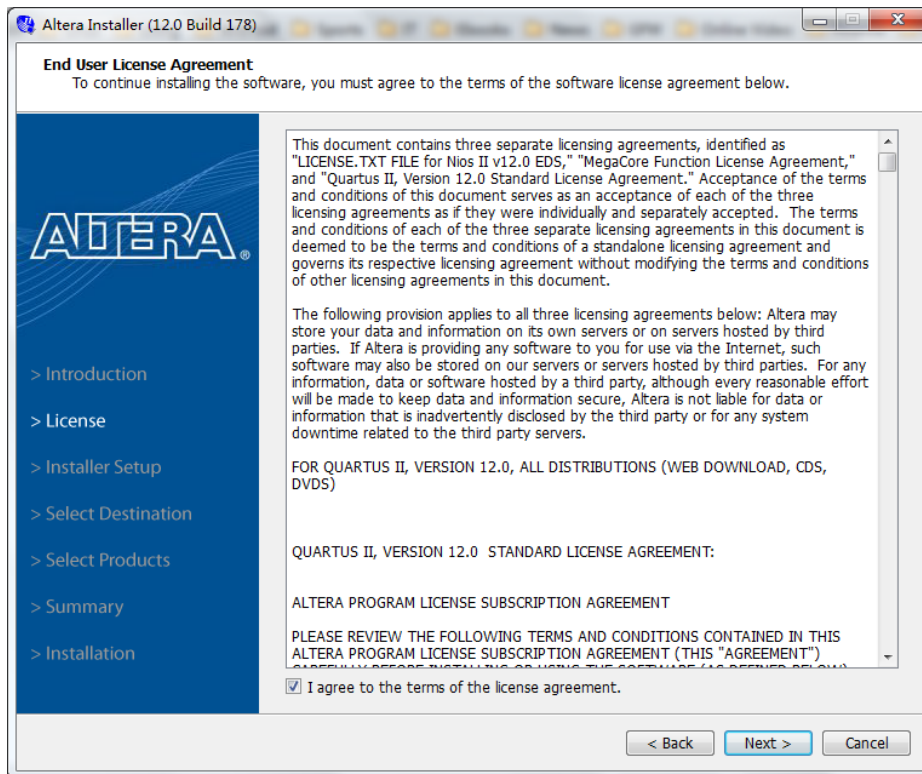 Altera Installer (12.0 Build 178)
End User License Agreement
To continue installing the software, you must agree to the terms of the software license agreement below.
ALTERA®
> Introduction
> License
> Installer Setup
> Select Destination
> Select Products
> Summary
> Installation
This document contains three separate licensing agreements, identified as
"LICENSE.TXT FILE for Nios II v12.0 EDS," "MegaCore Function License Agreement,"
and "Quartus II, Version 12.0 Standard License Agreement." Acceptance of the terms
and conditions of this document serves as an acceptance of each of the three
licensing agreements as if they were individually and separately accepted.  The terms
and conditions of each of the three separate licensing agreements in this document is
deemed to be the terms and conditions of a standalone licensing agreement and
governs its respective licensing agreement without modifying the terms and conditions
of other licensing agreements in this document.
The following provision applies to all three licensing agreements below: Altera may
store your data and information on its own servers or on servers hosted by third
parties.  If Altera is providing any software to you for use via the Internet, such
software may also be stored on our servers or servers hosted by third parties.  For any
information, data or software hosted by a third party, although every reasonable effort
will be made to keep data and information secure, Altera is not liable for data or
information that is inadvertently disclosed by the third party or for any system
downtime related to the third party servers.
FOR QUARTUS II, VERSION 12.0, ALL DISTRIBUTIONS (WEB DOWNLOAD, CDS,
DVDS)
QUARTUS II, VERSION 12.0  STANDARD LICENSE AGREEMENT:
ALTERA PROGRAM LICENSE SUBSCRIPTION AGREEMENT
PLEASE REVIEW THE FOLLOWING TERMS AND CONDITIONS CONTAINED IN THIS
ALTERA PROGRAM LICENSE SUBSCRIPTION AGREEMENT (THIS "AGREEMENT")
CAREFULLY BEFORE INSTALLING OR USING THE SOFTWARE (AS DEFINED BELOW)
I agree to the terms of the license agreement.
< Back
Next >
Cancel